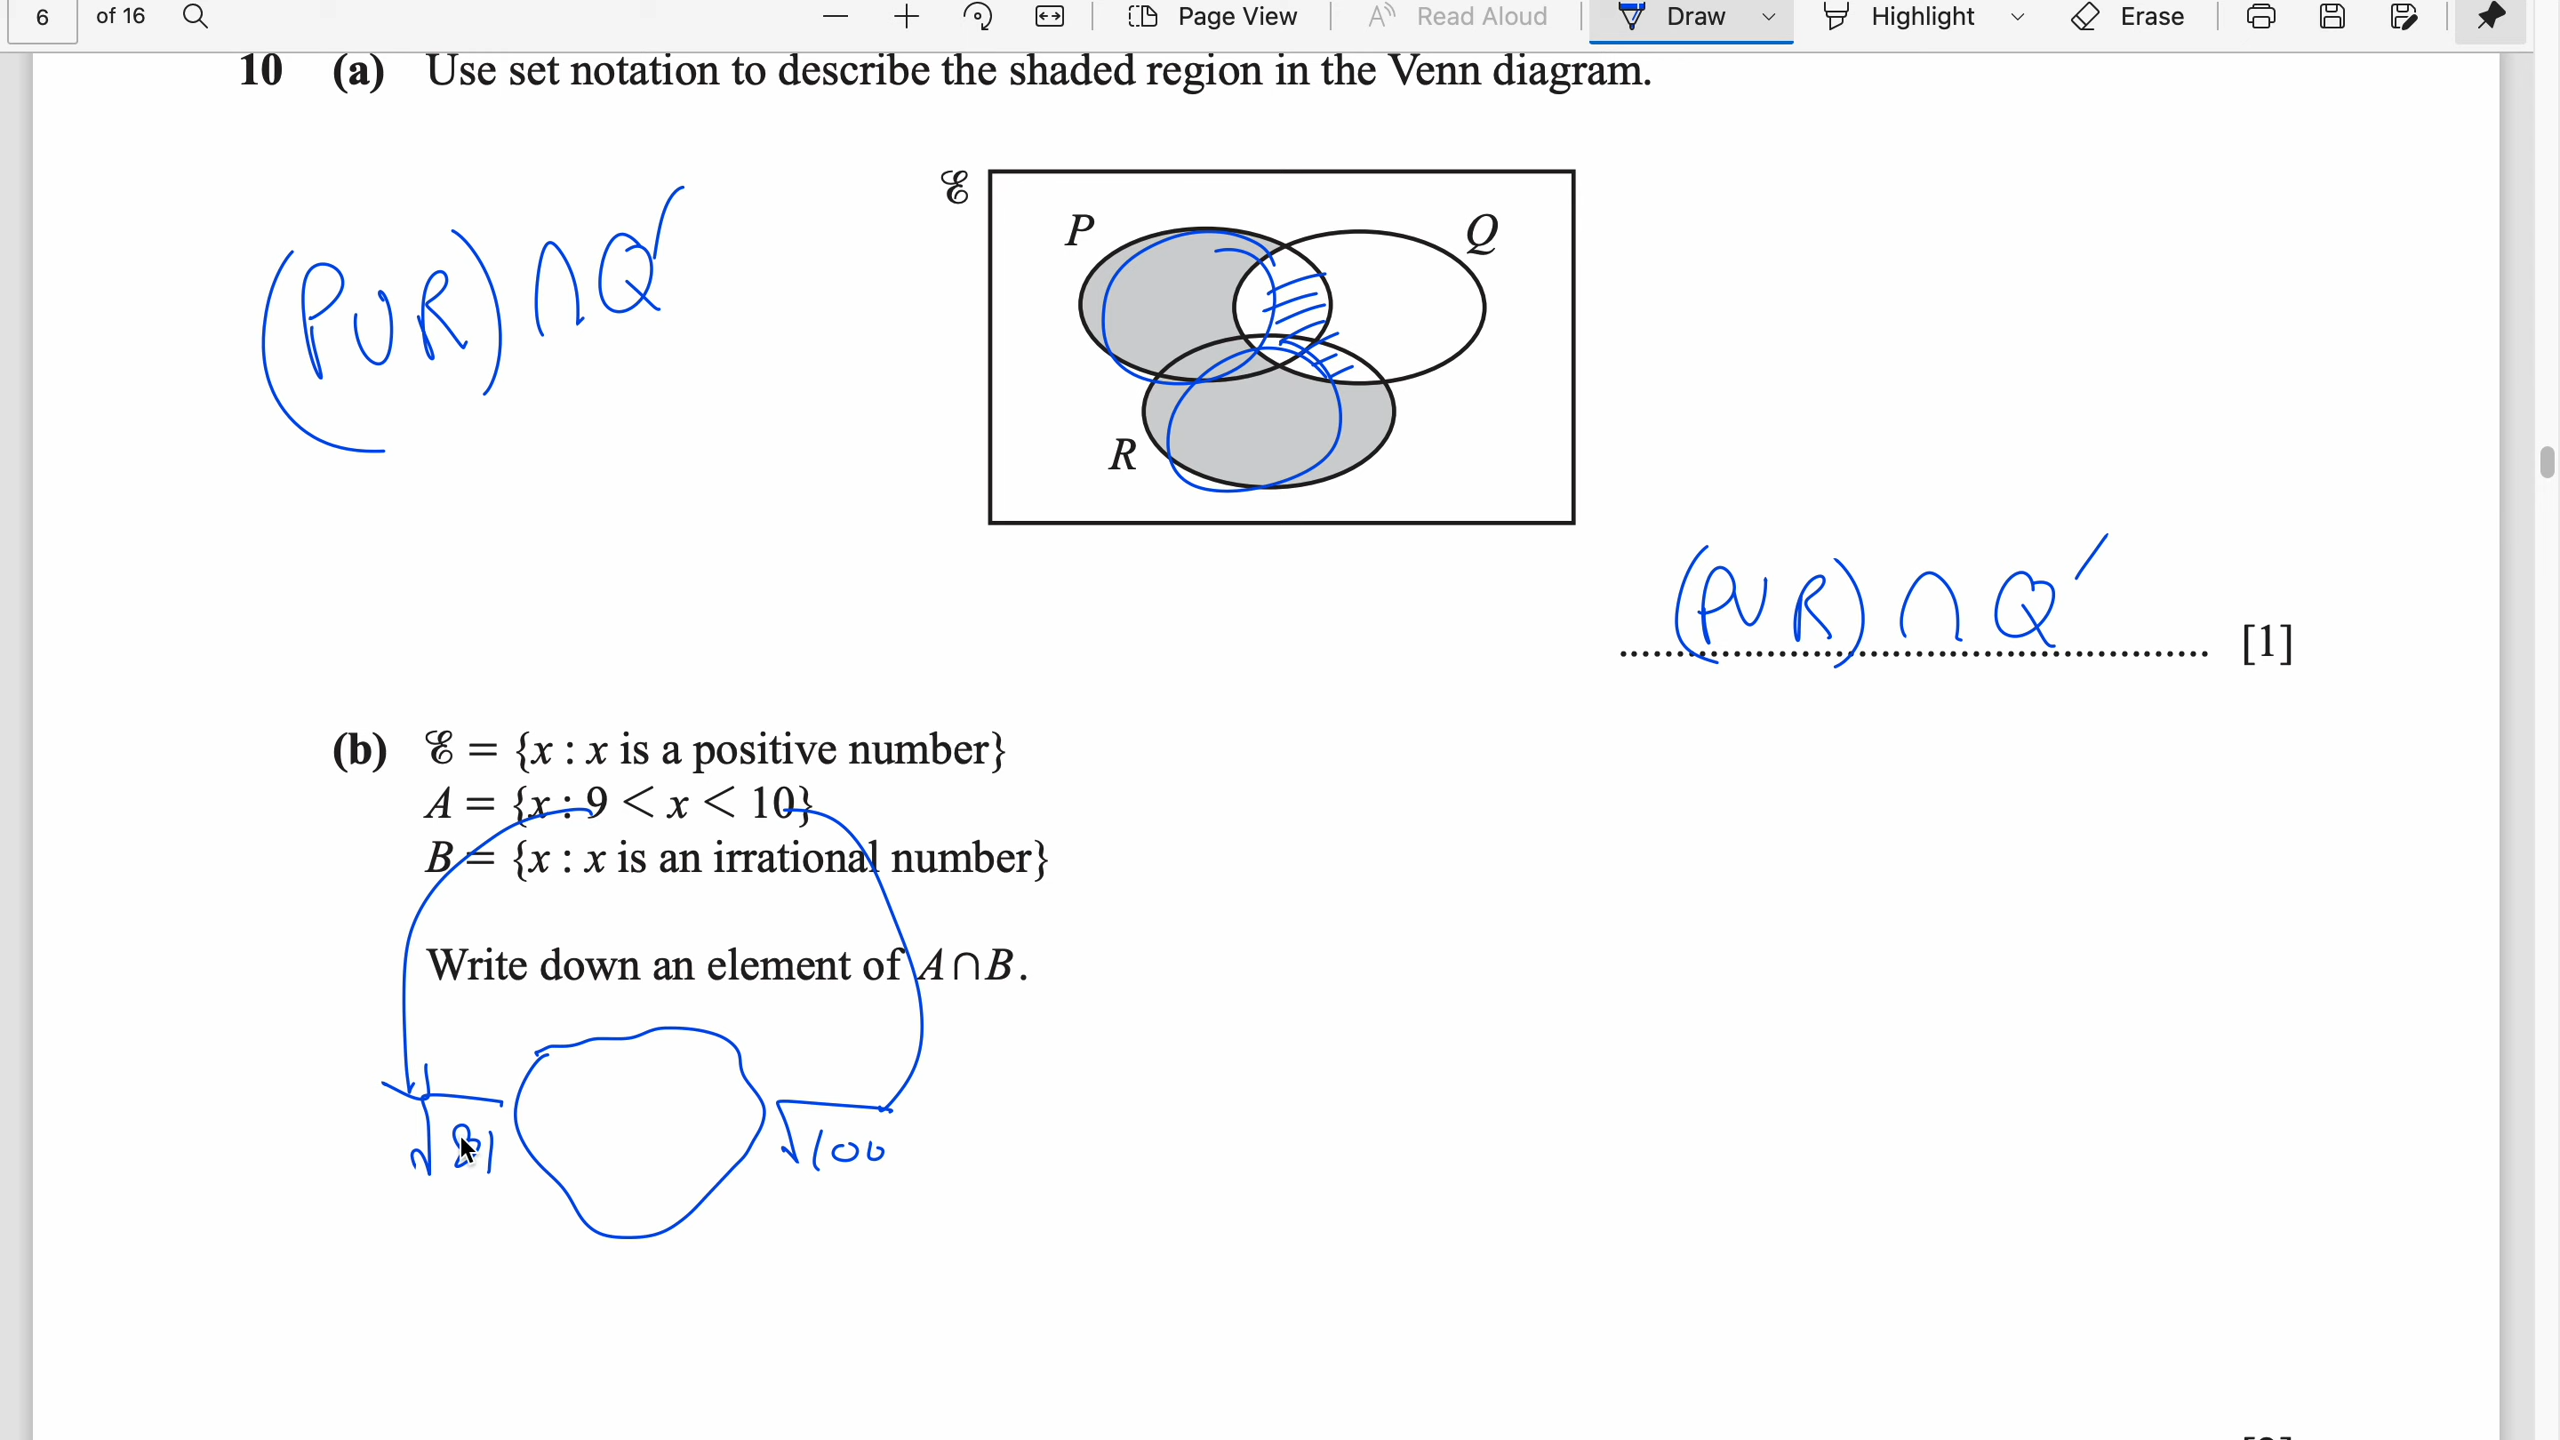 6 of 16 Page View Read Aloud Draw Highlight Erase
10 (a) Use set notation to describe the shaded region in the Venn diagram.
(P∪R)∩Q′
ℰ
P
Q
R
(P∪R)∩Q′
[1]
(b) ℰ = {x : x is a positive number}
A = {x : 9 < x < 10}
B = {x : x is an irrational number}
Write down an element of A∩B.
√81 √100